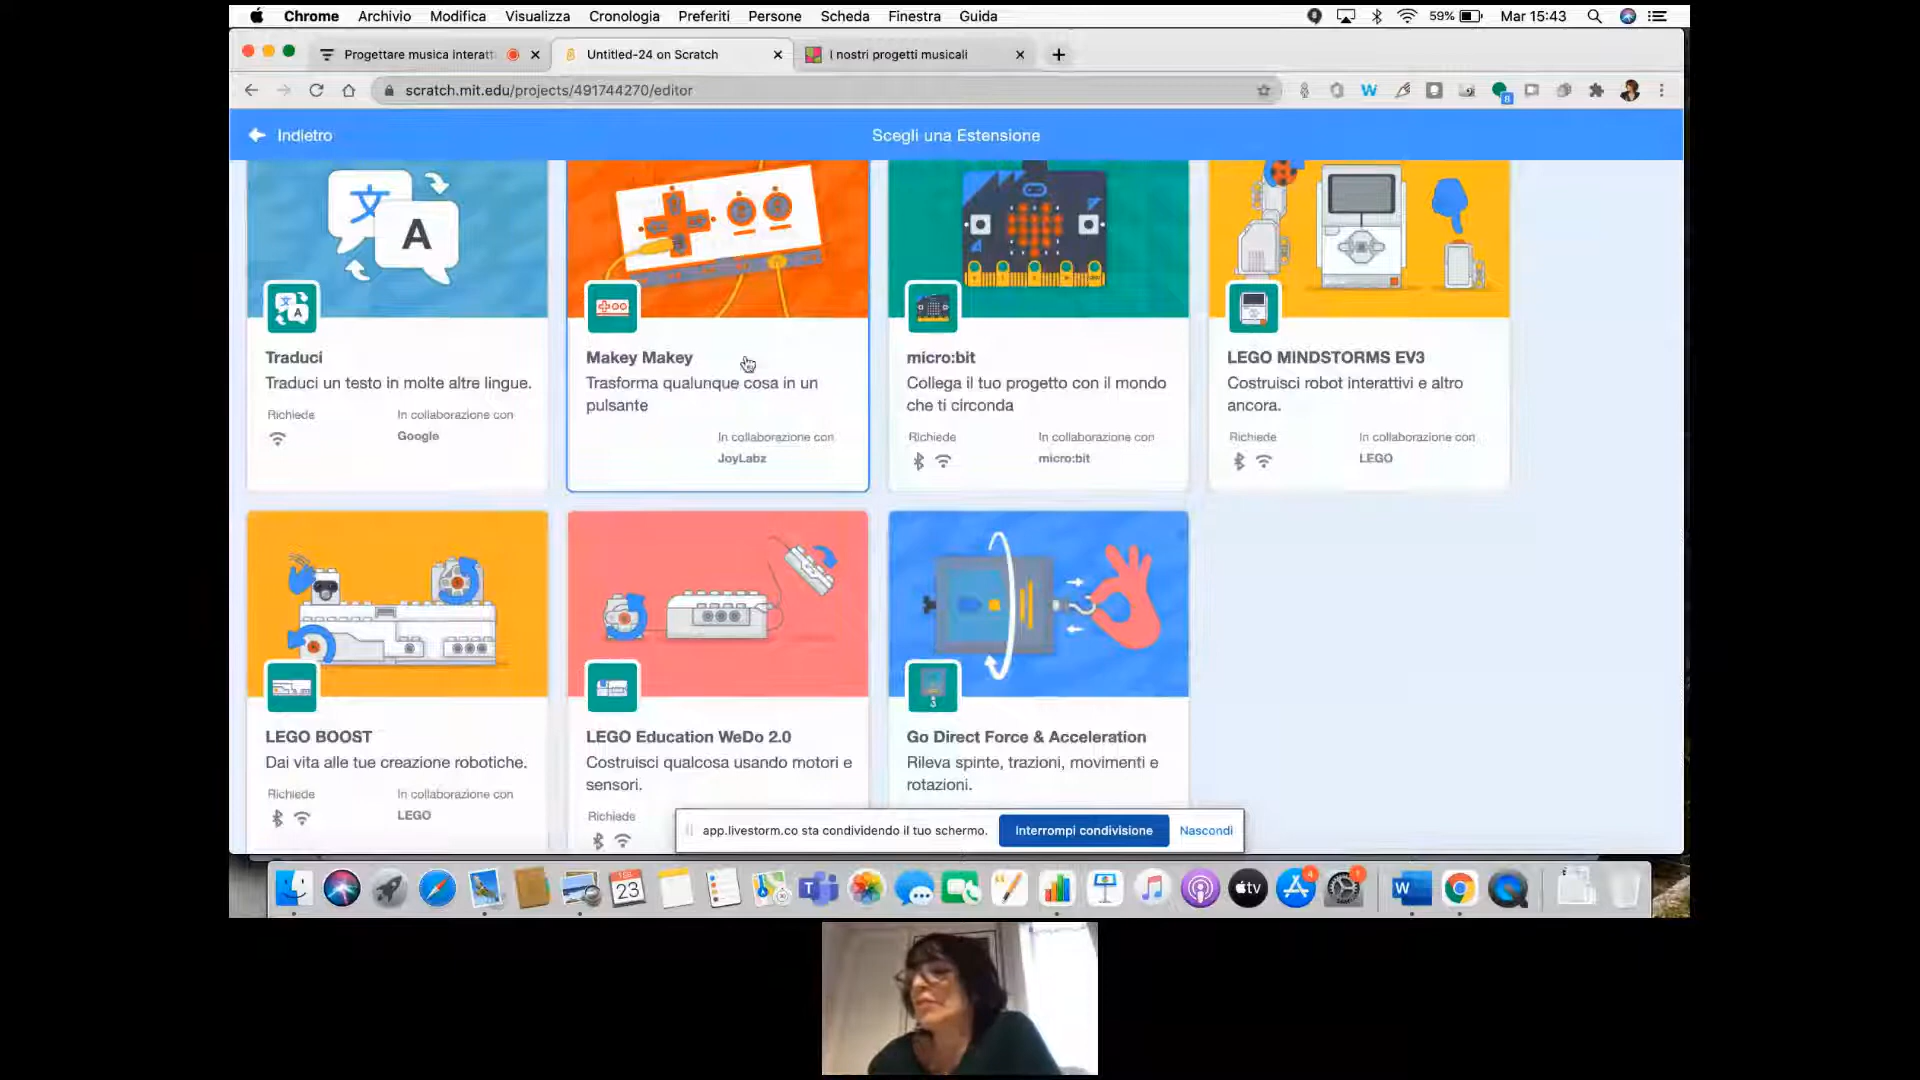 Chrome Archivio Modifica Visualizza Cronologia Preferiti Persone Scheda Finestra Guida 59% Mar 15:43
Progettare musica interatt Untitled-24 on Scratch I nostri progetti musicali
scratch.mit.edu/projects/491744270/editor W 8
Indietro Scegli una Estensione
文 A
文 A
Traduci
Traduci un testo in molte altre lingue.
Richiede In collaborazione con
Google
Makey Makey
Trasforma qualunque cosa in un
pulsante
In collaborazione con
JoyLabz
micro:bit
Collega il tuo progetto con il mondo
che ti circonda
Richiede In collaborazione con
micro:bit
LEGO MINDSTORMS EV3
Costruisci robot interattivi e altro
ancora.
Richiede In collaborazione con
LEGO
LEGO BOOST
Dai vita alle tue creazione robotiche.
Richiede In collaborazione con
LEGO
LEGO Education WeDo 2.0
Costruisci qualcosa usando motori e
sensori.
Richiede
Go Direct Force & Acceleration
Rileva spinte, trazioni, movimenti e
rotazioni.
app.livestorm.co sta condividendo il tuo schermo. Interrompi condivisione Nascondi
23 T tv 4 1 W